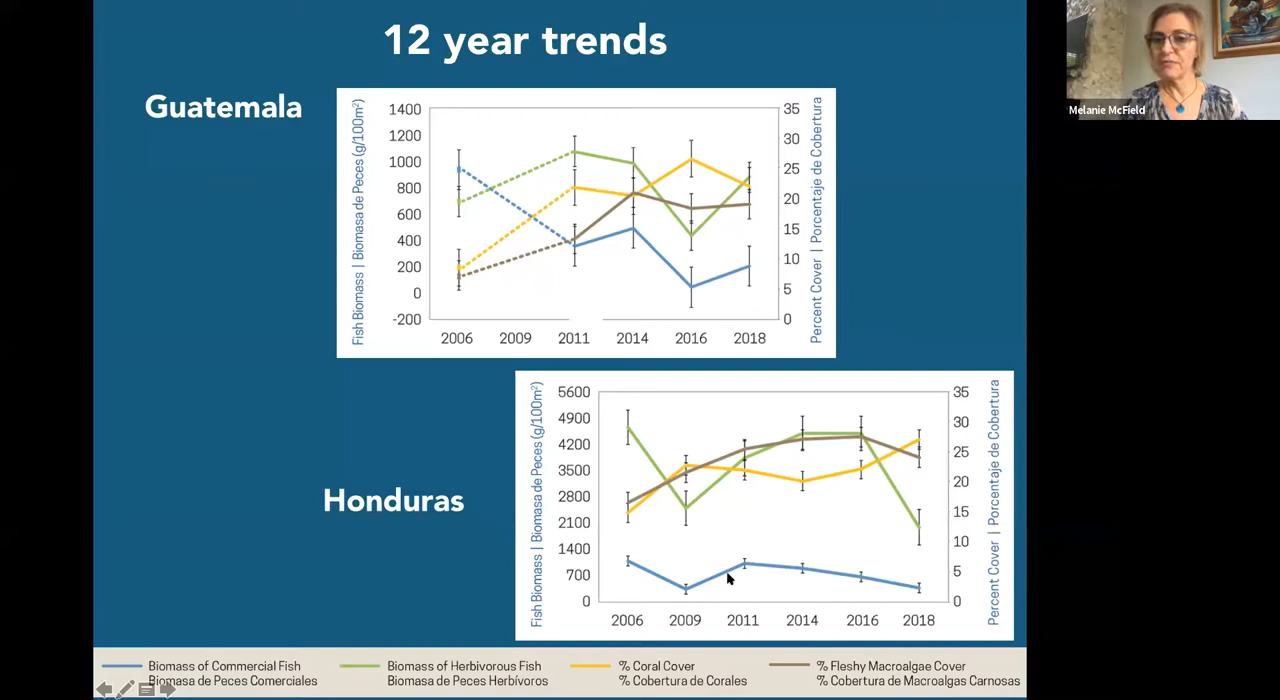 12 year trends
Melanie McField
Guatemala
Fish Biomass | Biomasa de Peces (g/100m²)
1400
1200
1000
800
600
400
200
0
-200
35
30
25
20
15
10
5
0
Percent Cover | Porcentaje de Cobertura
2006 2009 2011 2014 2016 2018
Honduras
Fish Biomass | Biomasa de Peces (g/100m²)
5600
4900
4200
3500
2800
2100
1400
700
0
35
30
25
20
15
10
5
0
Percent Cover | Porcentaje de Cobertura
2006 2009 2011 2014 2016 2018
Biomass of Commercial Fish
Biomasa de Peces Comerciales
Biomass of Herbivorous Fish
Biomasa de Peces Herbívoros
% Coral Cover
% Cobertura de Corales
% Fleshy Macroalgae Cover
% Cobertura de Macroalgas Carnosas